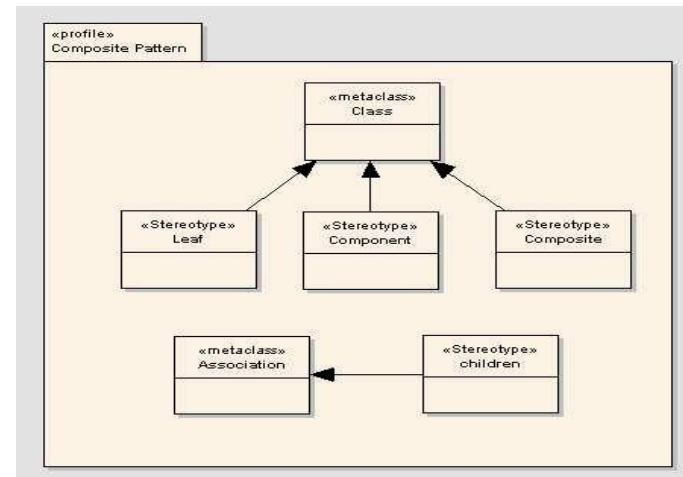 «profile»
Composite Pattern
«metaclass»
Class
«Stereotype»
Leaf
«Stereotype»
Component
«Stereotype»
Composite
«metaclass»
Association
«Stereotype»
children